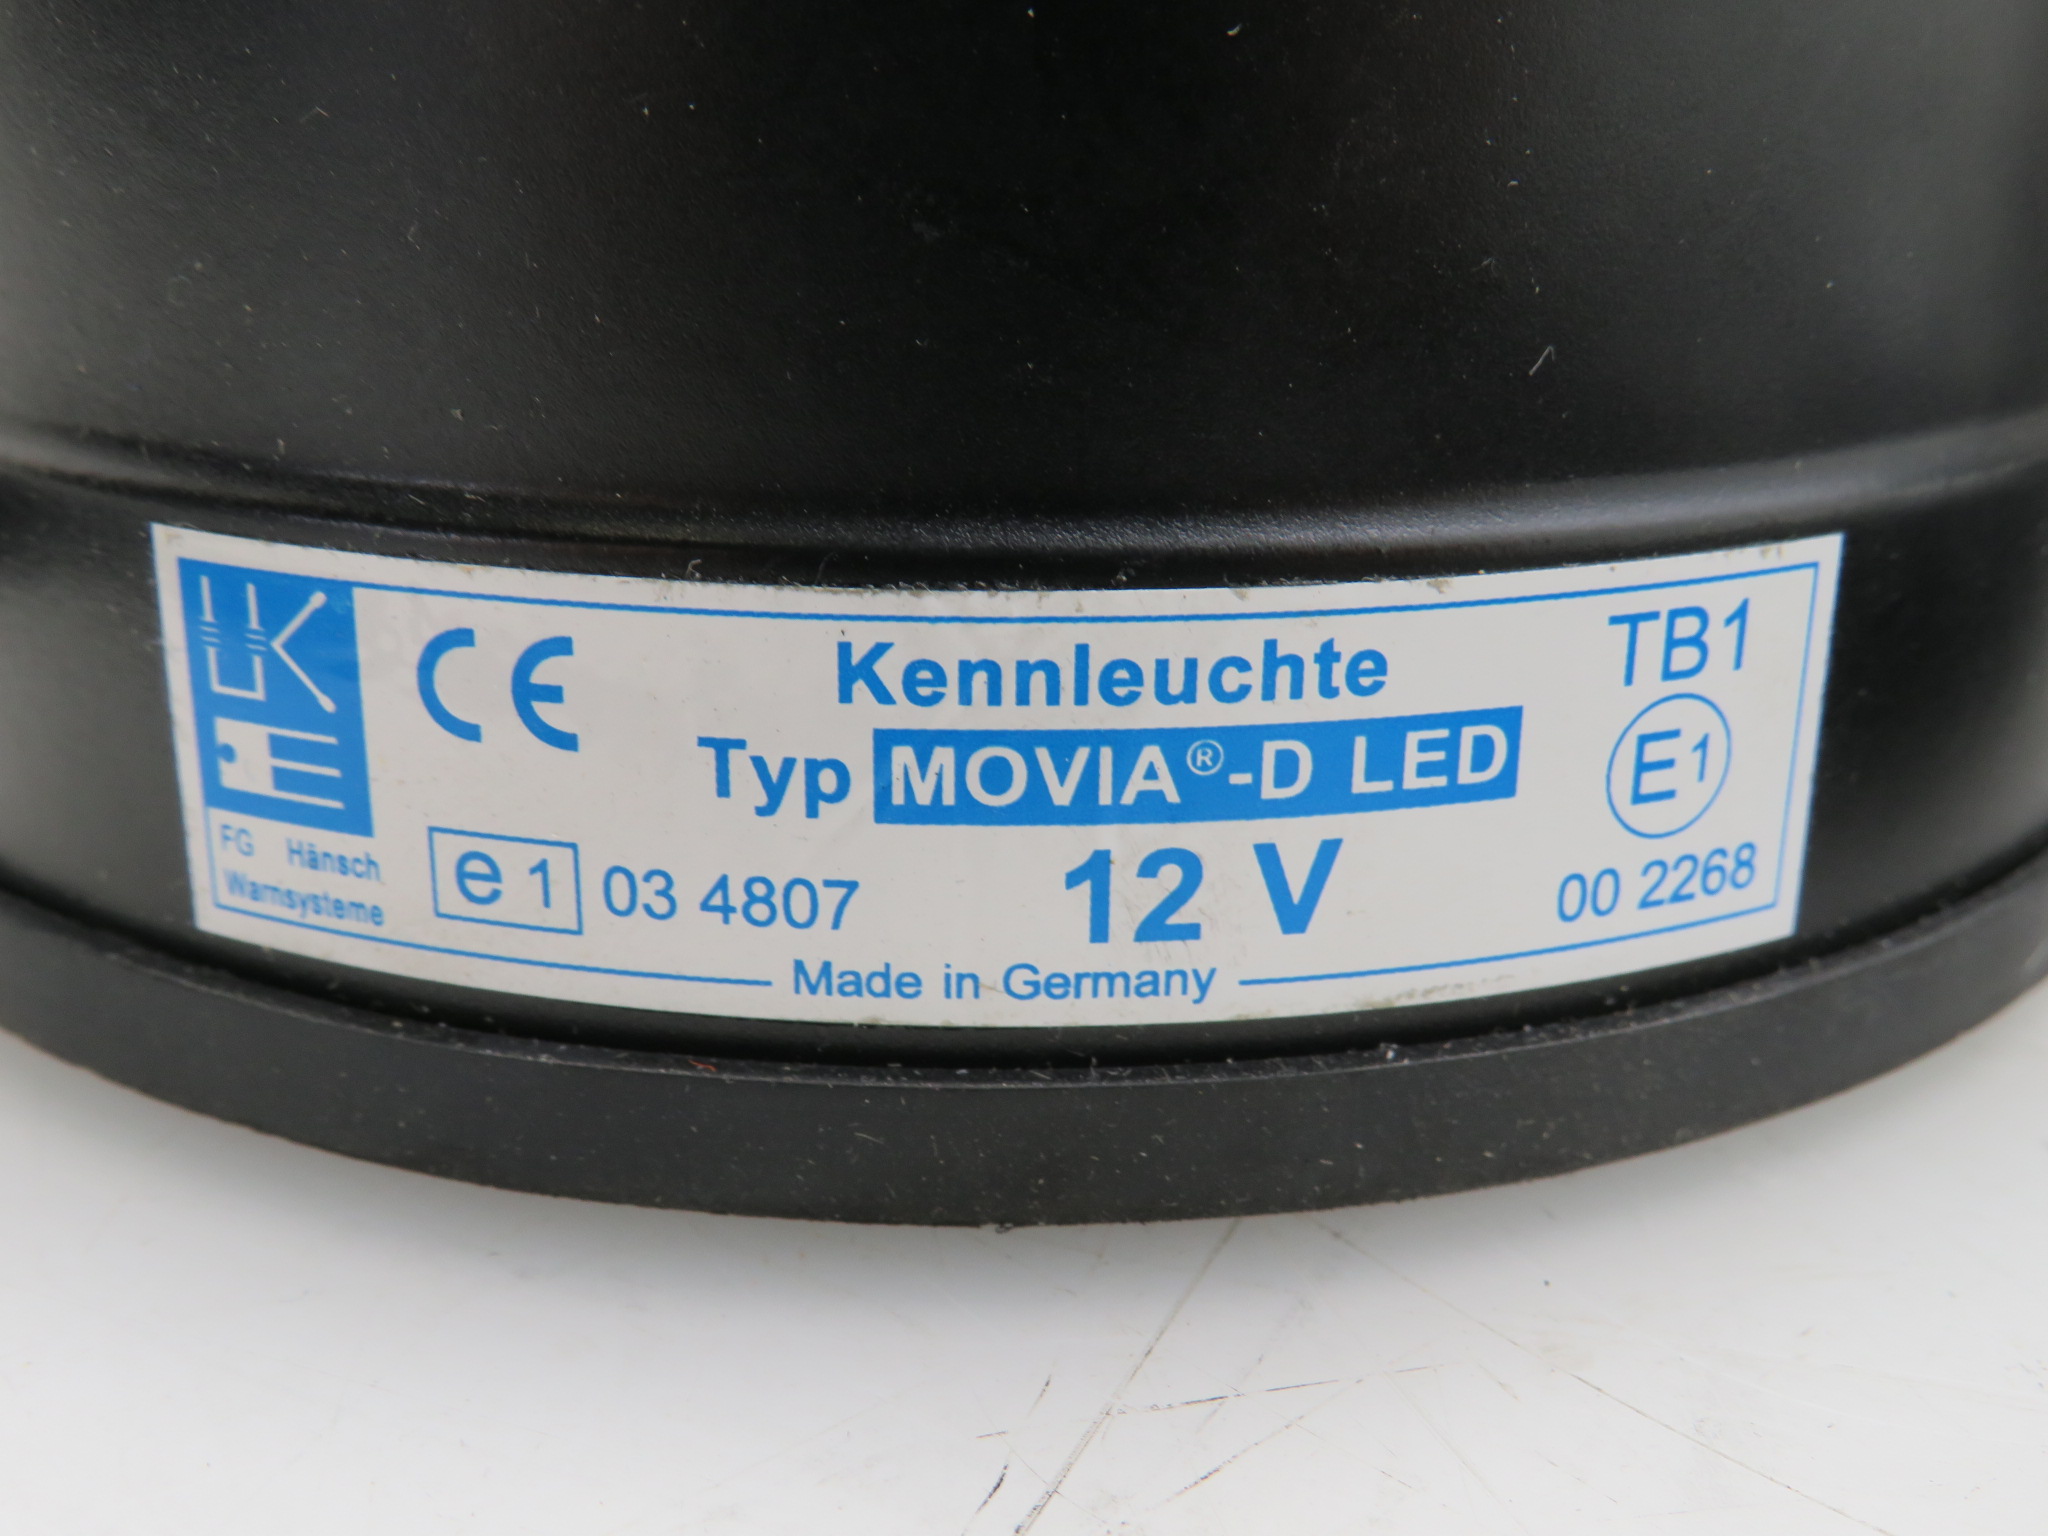 CE
Kennleuchte
TB1
Typ MOVIA®-D LED
E1
FG Hänsch
Warnsysteme
e1 03 4807
12 V
00 2268
Made in Germany